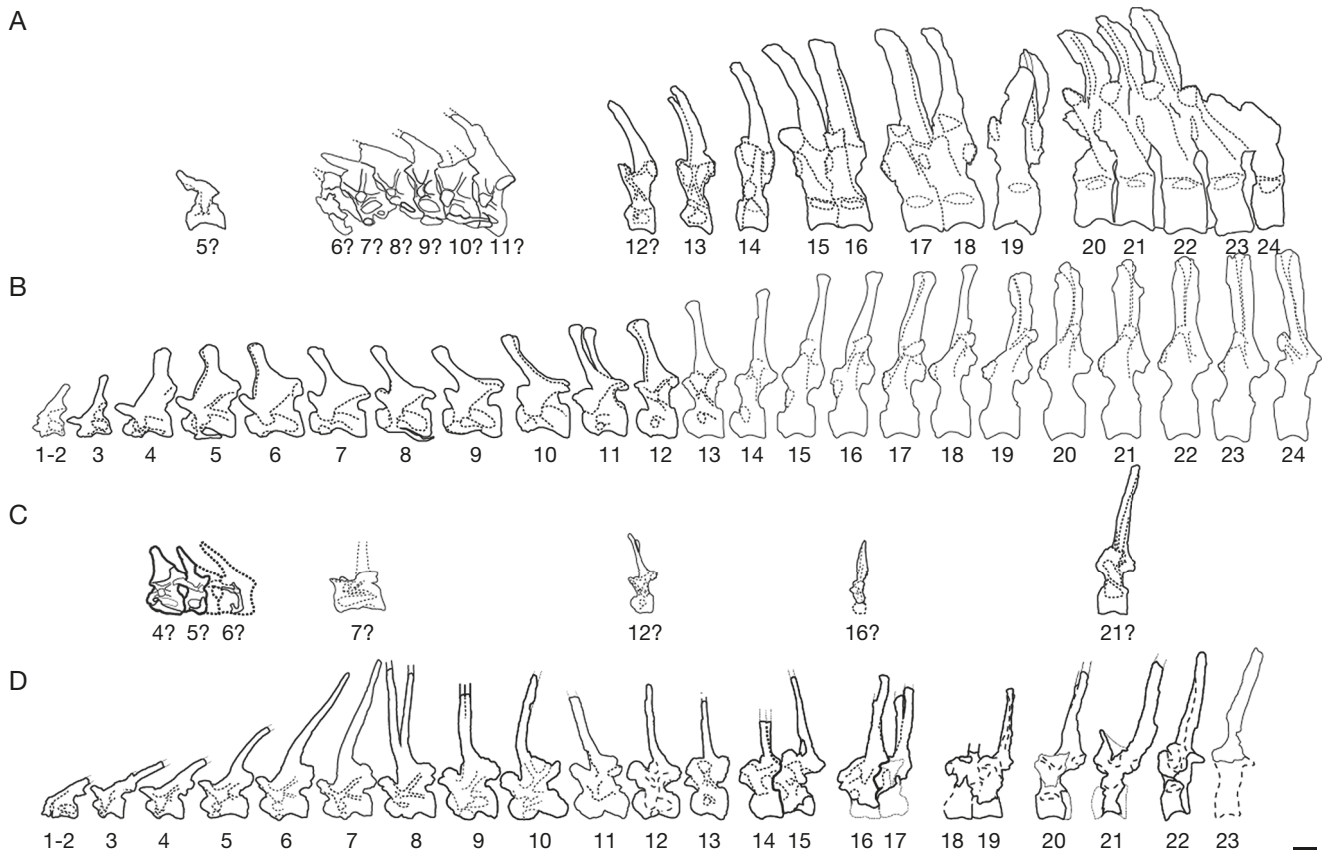 A
5? 6? 7? 8? 9? 10? 11? 12? 13 14 15 16 17 18 19 20 21 22 23 24
B
1-2 3 4 5 6 7 8 9 10 11 12 13 14 15 16 17 18 19 20 21 22 23 24
C
4? 5? 6? 7? 12? 16? 21?
D
1-2 3 4 5 6 7 8 9 10 11 12 13 14 15 16 17 18 19 20 21 22 23